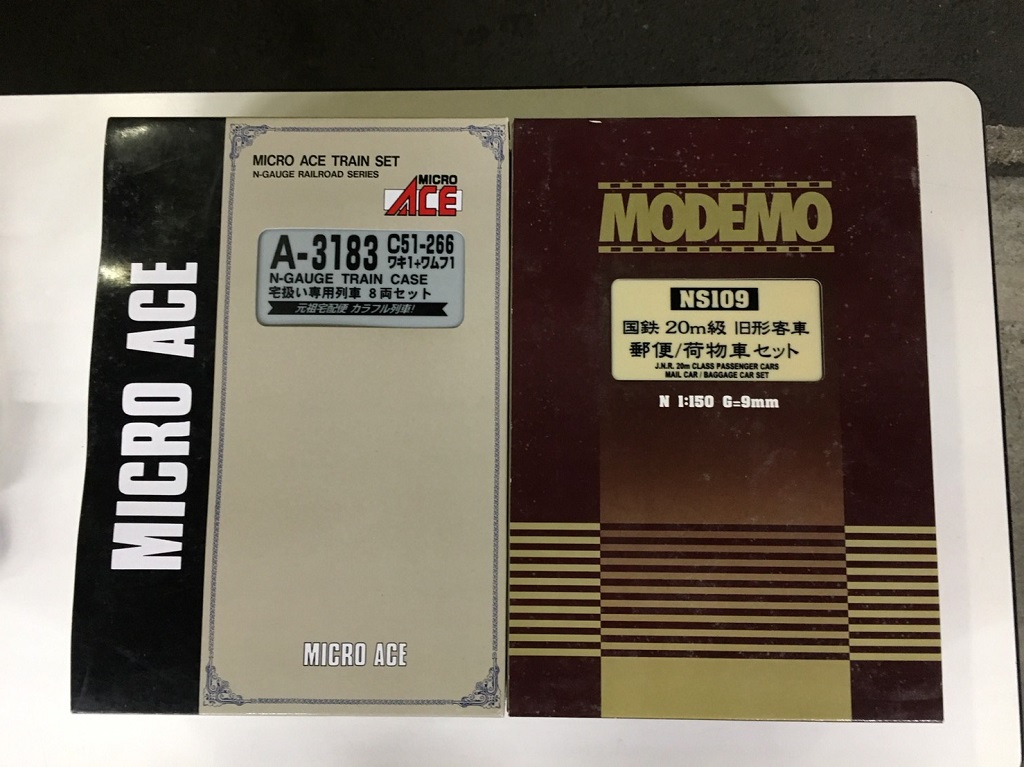 MICRO ACE
MICRO ACE TRAIN SET
N-GAUGE RAILROAD SERIES
MICRO
ACE
A-3183 C51-266
ワキ1+ワムフ1
N-GAUGE TRAIN CASE
宅扱い専用列車 8両セット
元祖宅配便 カラフル列車!
MICRO ACE
MODEMO
NS109
国鉄 20m級 旧形客車
郵便/荷物車セット
J.N.R. 20m CLASS PASSENGER CARS
MAIL CAR / BAGGAGE CAR SET
N 1:150 G=9mm